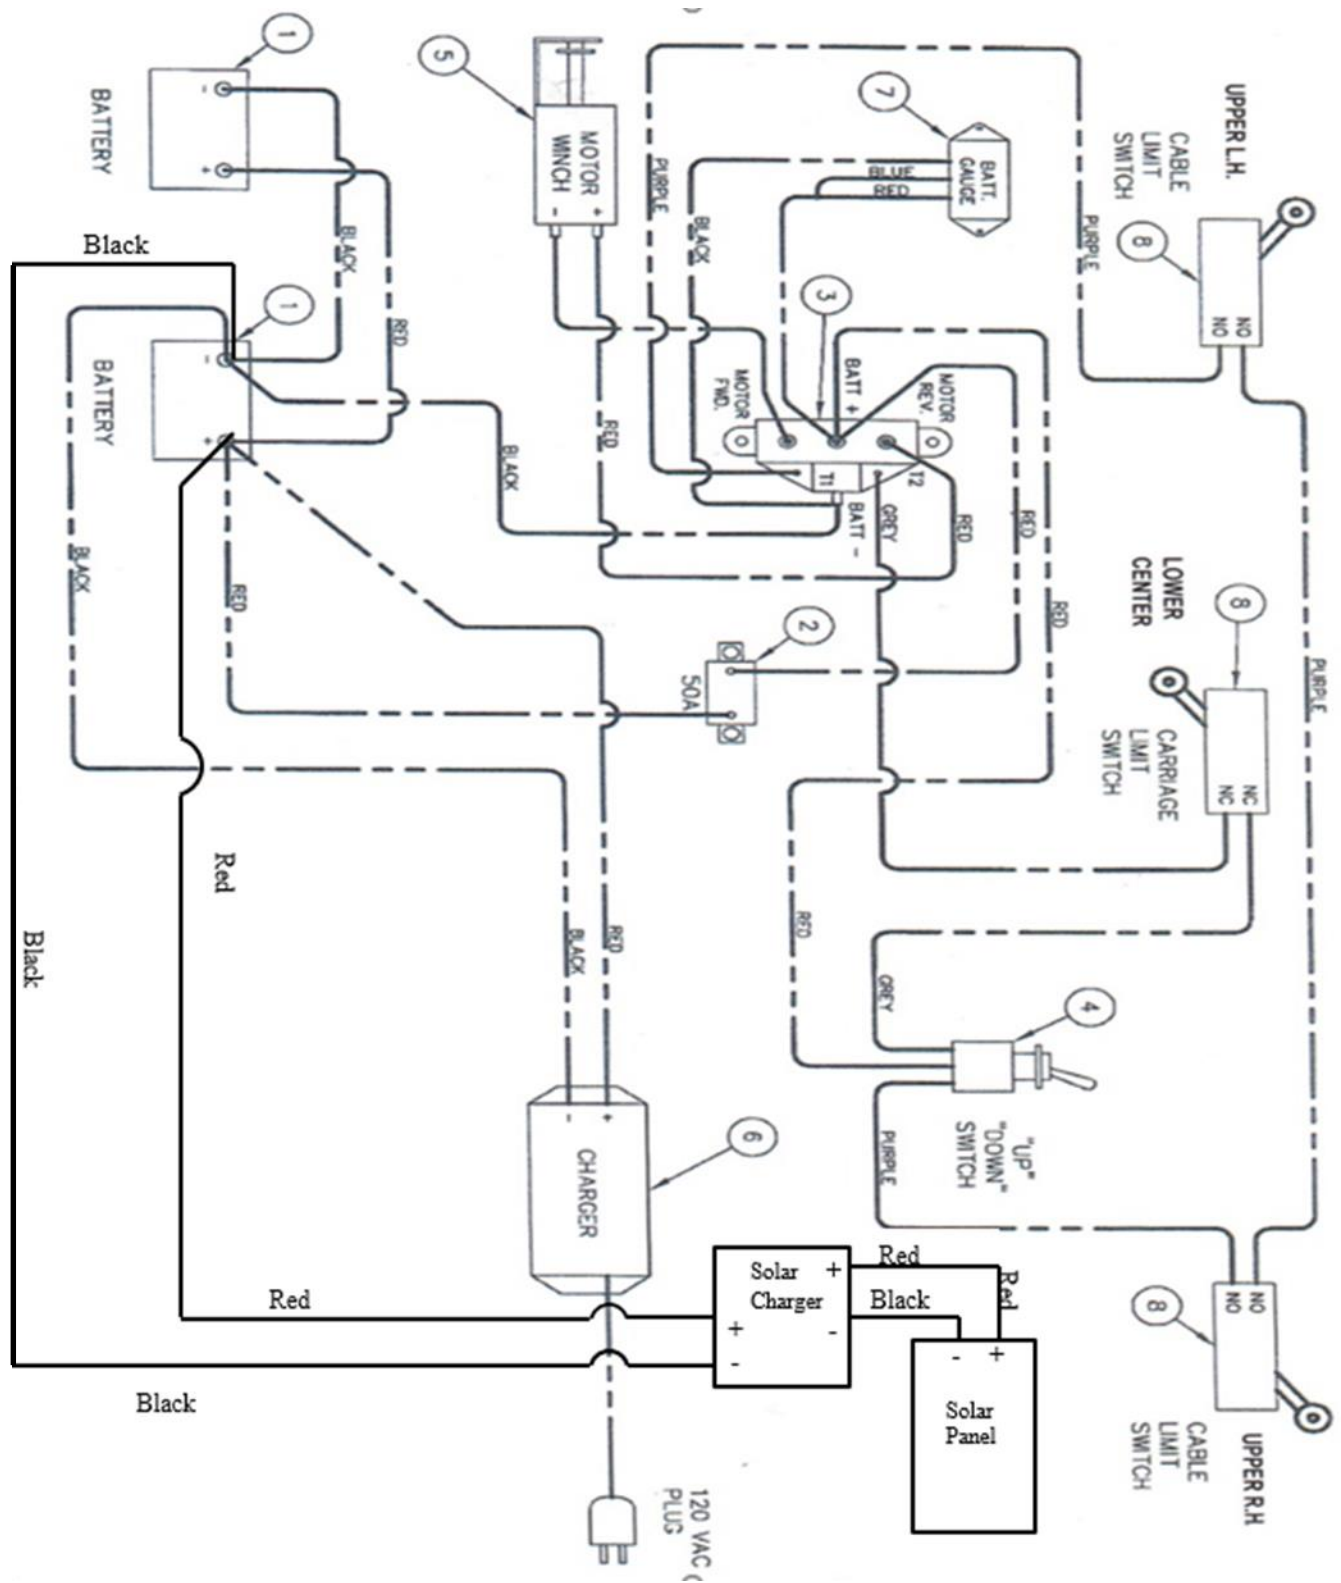 1
BATTERY
-
+
BLACK
RED
Black
1
BATTERY
-
+
BLACK
RED
BLACK
Black
Red
5
MOTOR
WINCH
-
+
PURPLE
BLACK
BLUE
RED
7
BATT.
GAUGE
3
MOTOR
FWD.
BATT +
MOTOR
REV.
T1
T2
BATT -
GREY
RED
RED
RED
BLACK
RED
2
50A
RED
UPPER L.H.
CABLE
LIMIT
SWITCH
8
PURPLE
NO
NO
LOWER
CENTER
8
CARRIAGE
LIMIT
SWITCH
NC
NC
PURPLE
RED
GREY
4
"UP"
"DOWN"
SWITCH
PURPLE
BLACK
RED
-
+
CHARGER
6
Red
Black
Solar
Charger
+
-
+
-
Red
Black
Red
-
+
Solar
Panel
8
NO
NO
UPPER R.H
CABLE
LIMIT
SWITCH
120 VAC
PLUG